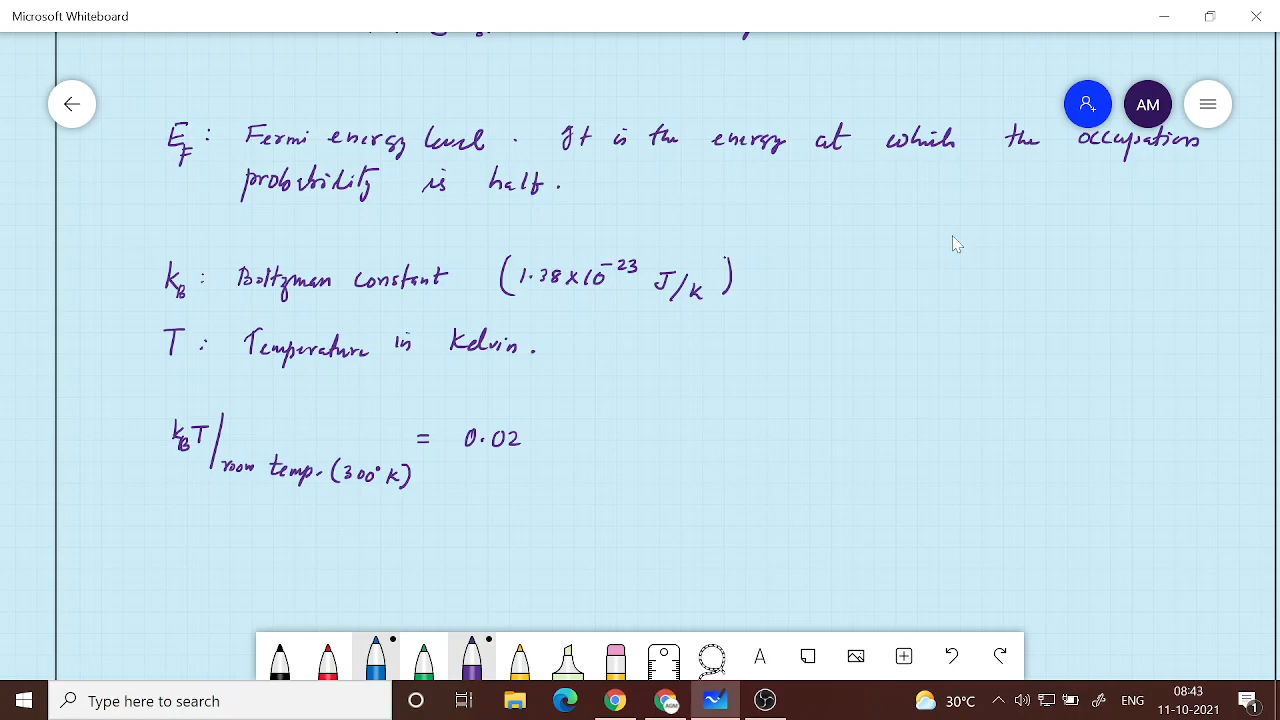 Microsoft Whiteboard
AM
E_F : Fermi energy level . It is the energy at which the occupation
probability is half .
k_B : Boltzman constant (1.38 × 10^-23 J/K)
T : Temperature in Kelvin .
k_B T | room temp. (300° K) = 0.02
A
Type here to search
AGM
30°C
ENG
08:43
11-10-2021
1